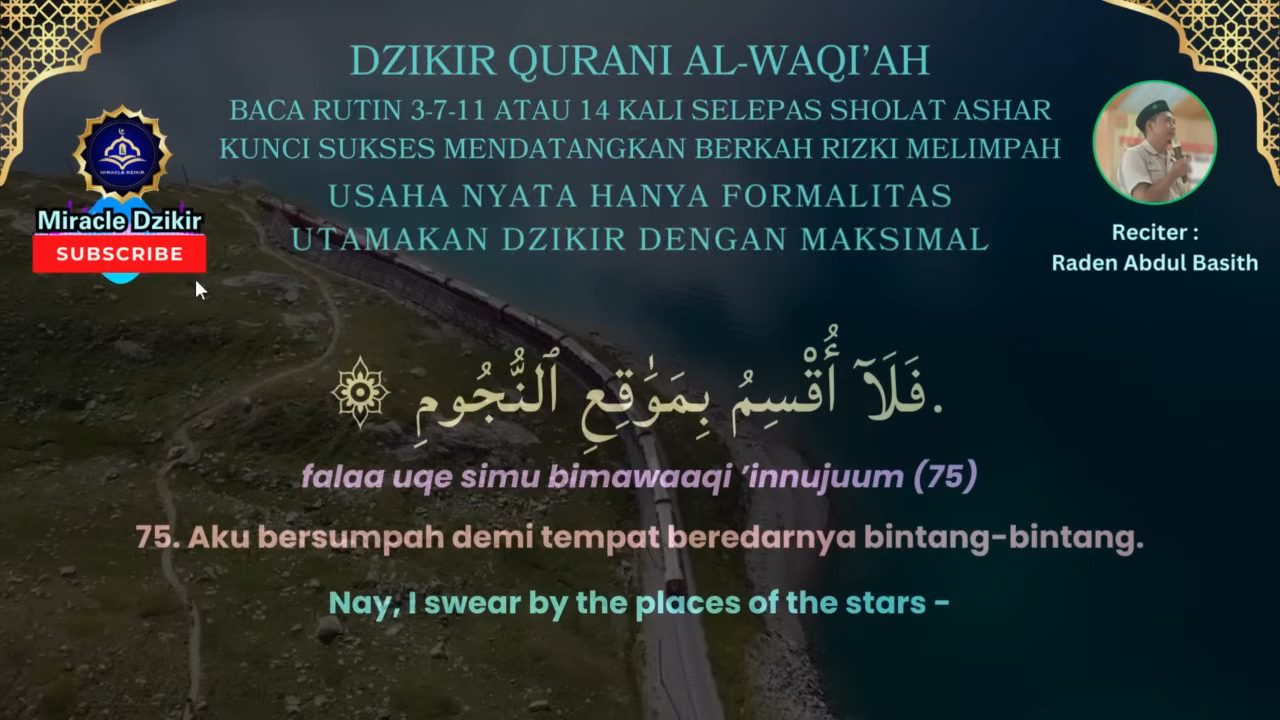 DZIKIR QURANI AL-WAQI'AH
BACA RUTIN 3-7-11 ATAU 14 KALI SELEPAS SHOLAT ASHAR
KUNCI SUKSES MENDATANGKAN BERKAH RIZKI MELIMPAH
USAHA NYATA HANYA FORMALITAS
UTAMAKAN DZIKIR DENGAN MAKSIMAL
MIRACLE DZIKIR
Miracle Dzikir
SUBSCRIBE
Reciter :
Raden Abdul Basith
فَلَآ أُقْسِمُ بِمَوَٰقِعِ ٱلنُّجُومِ ۞.
falaa uqe simu bimawaaqi ’innujuum (75)
75. Aku bersumpah demi tempat beredarnya bintang-bintang.
Nay, I swear by the places of the stars -